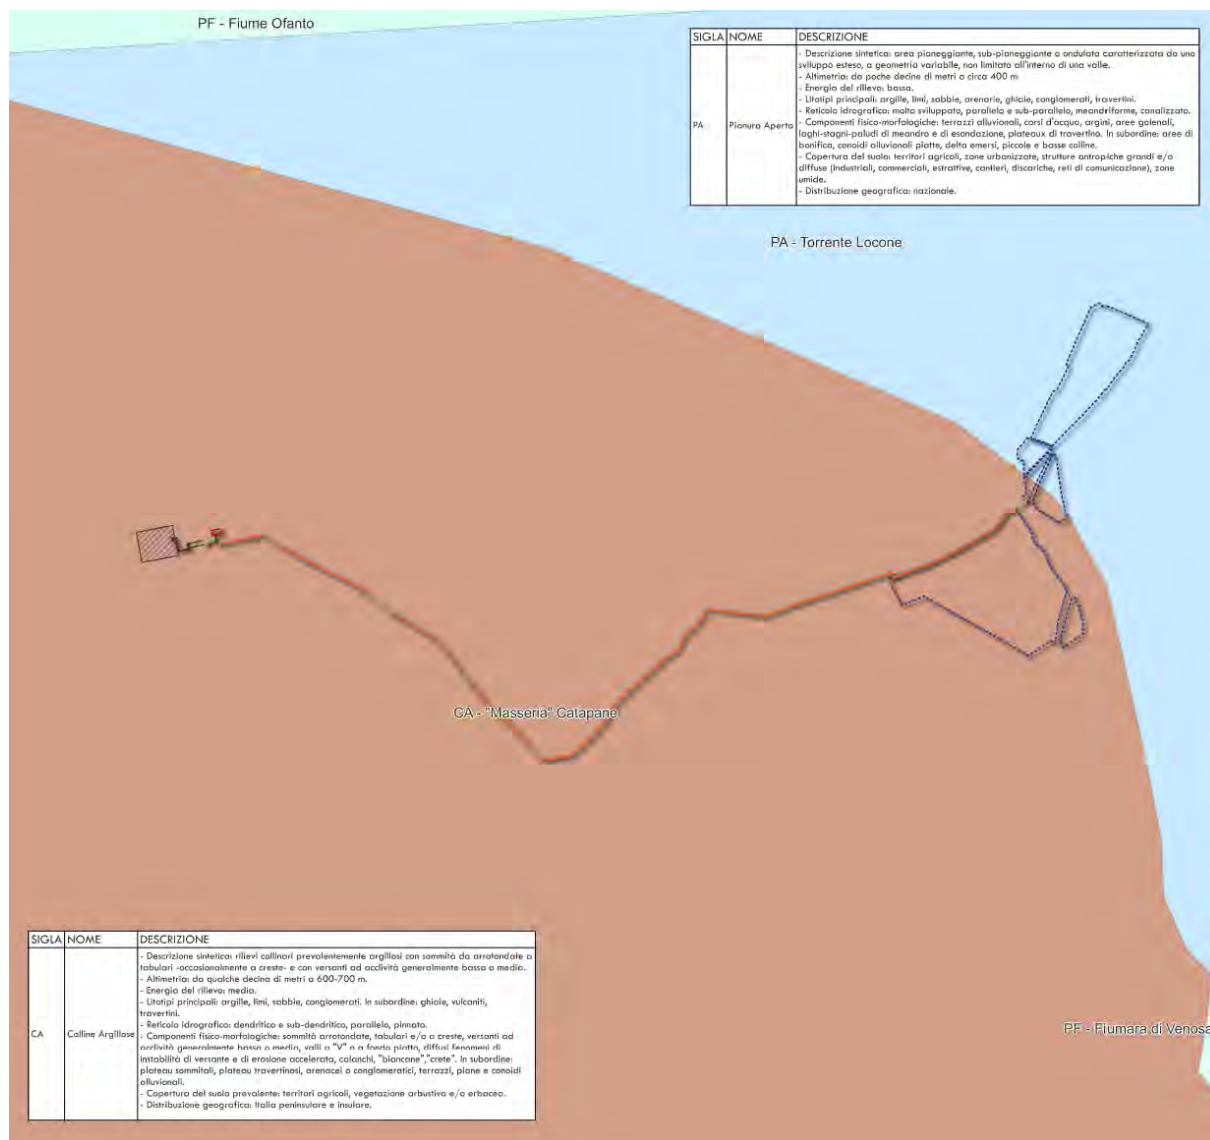 PF - Fiume Ofanto
SIGLA NOME DESCRIZIONE
- Descrizione sintetica: area pianeggiante, sub-pianeggiante o ondulata caratterizzata da uno
sviluppo esteso, a geometria variabile, non limitato all'interno di una valle.
- Altimetria: da poche decine di metri a circa 400 m
- Energia del rilievo: bassa.
- Litotipi principali: argille, limi, sabbie, arenarie, ghiaie, conglomerati, travertini.
- Reticolo idrografico: molto sviluppato, parallelo e sub-parallelo, meandriforme, canalizzato.
PA Pianura Aperta - Componenti fisico-morfologiche: terrazzi alluvionali, corsi d'acqua, argini, aree golenali,
laghi-stagni-paludi di meandro e di esondazione, plateaux di travertino. In subordine: aree di
bonifica, conoidi alluvionali piatte, delta emersi, piccole e basse colline.
- Copertura del suolo: territori agricoli, zone urbanizzate, strutture antropiche grandi e/o
diffuse (industriali, commerciali, estrattive, cantieri, discariche, reti di comunicazione), zone
umide.
- Distribuzione geografica: nazionale.
PA - Torrente Locone
CA - "Masseria" Catapane
SIGLA NOME DESCRIZIONE
- Descrizione sintetica: rilievi collinari prevalentemente argillosi con sommità da arrotondate a
tabulari -occasionalmente a creste- e con versanti ad acclività generalmente bassa o media.
- Altimetria: da qualche decina di metri a 600-700 m.
- Energia del rilievo: media.
- Litotipi principali: argille, limi, sabbie, conglomerati. In subordine: ghiaie, vulcaniti,
travertini.
- Reticolo idrografico: dendritico e sub-dendritico, parallelo, pinnato.
CA Colline Argillose - Componenti fisico-morfologiche: sommità arrotondate, tabulari e/o a creste, versanti ad
acclività generalmente bassa o media, valli a "V" o a fondo piatto, diffusi fenomeni di
instabilità di versante e di erosione accelerata, calanchi, "biancane","crete". In subordine:
plateau sommitali, plateau travertinosi, arenacei o conglomeratici, terrazzi, piane e conoidi
alluvionali.
- Copertura del suolo prevalente: territori agricoli, vegetazione arbustiva e/o erbacea.
- Distribuzione geografica: Italia peninsulare e insulare.
PF - Fiumara di Venosa